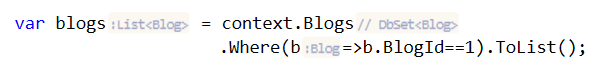 var blogs :List<Blog> = context.Blogs // DbSet<Blog>
.Where(b :Blog =>b.BlogId==1).ToList();